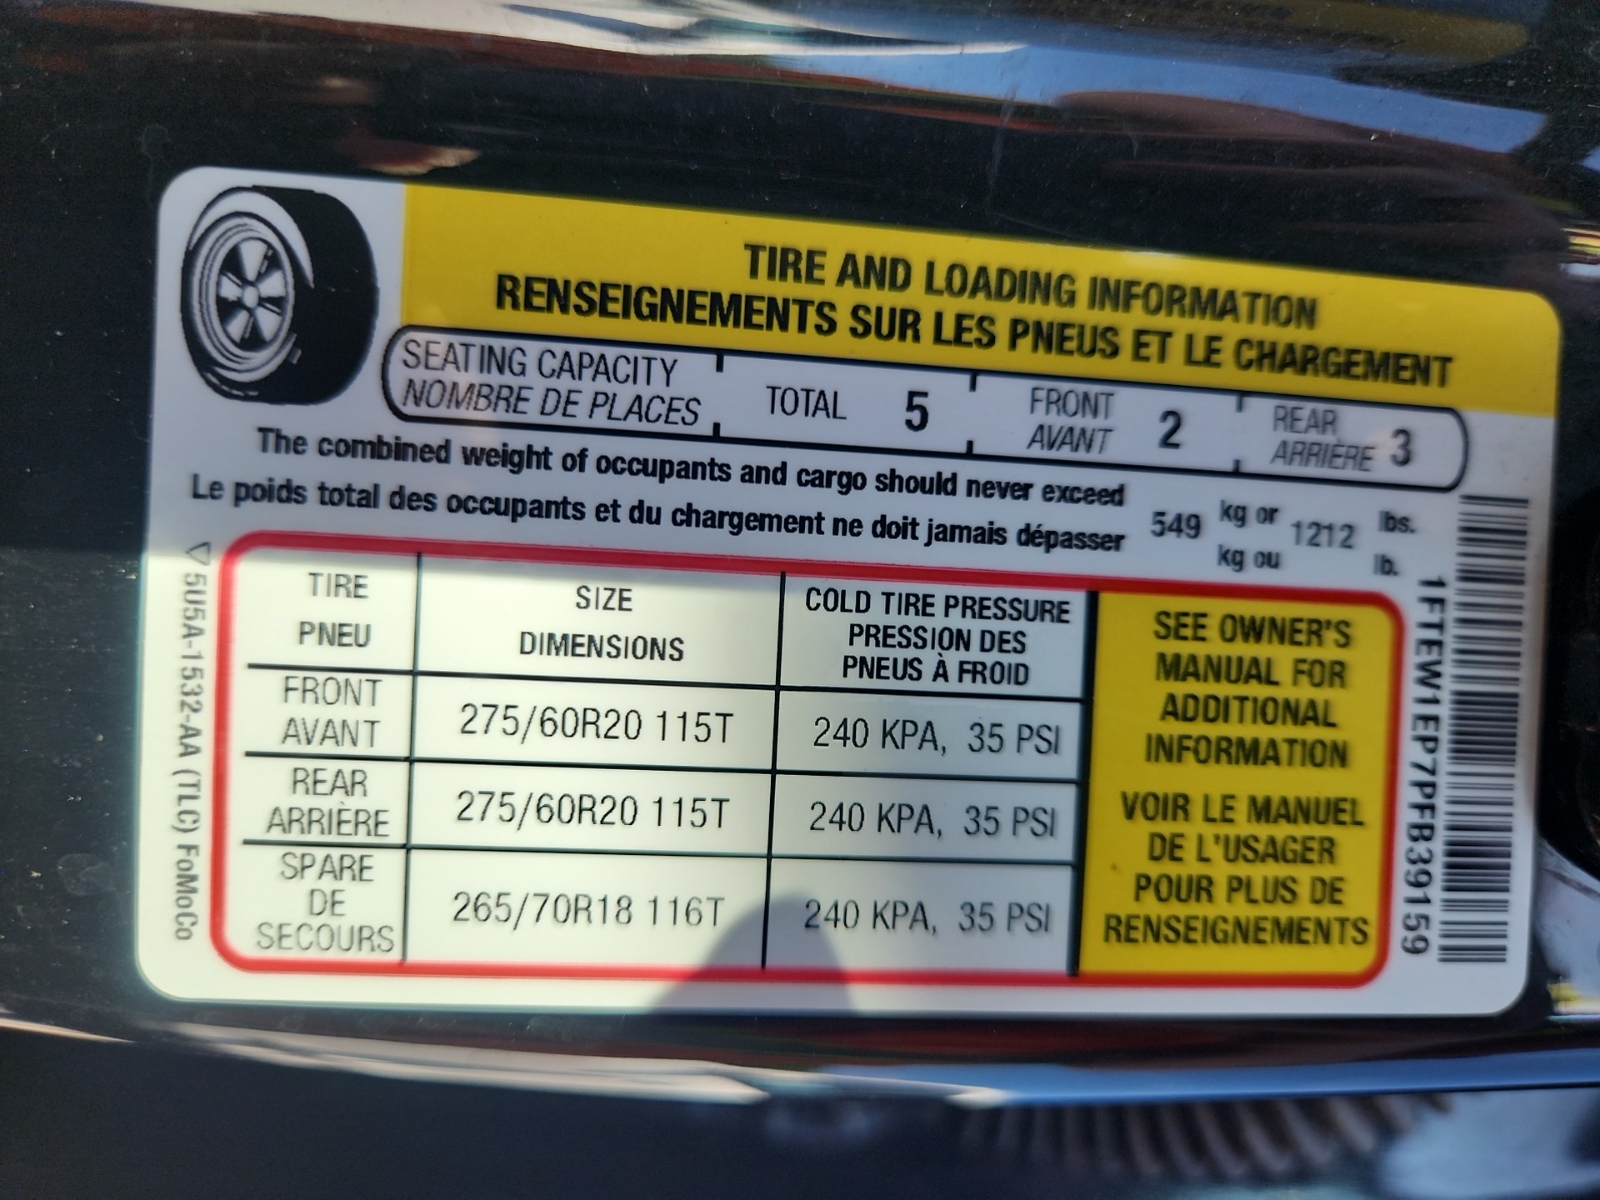 TIRE AND LOADING INFORMATION
RENSEIGNEMENTS SUR LES PNEUS ET LE CHARGEMENT
SEATING CAPACITY
NOMBRE DE PLACES
TOTAL 5
FRONT
AVANT 2
REAR
ARRIÈRE 3
The combined weight of occupants and cargo should never exceed
Le poids total des occupants et du chargement ne doit jamais dépasser
549 kg or 1212 lbs.
kg ou lb.
TIRE
PNEU
SIZE
DIMENSIONS
COLD TIRE PRESSURE
PRESSION DES
PNEUS À FROID
FRONT
AVANT
275/60R20 115T
240 KPA, 35 PSI
REAR
ARRIÈRE
275/60R20 115T
240 KPA, 35 PSI
SPARE
DE
SECOURS
265/70R18 116T
240 KPA, 35 PSI
SEE OWNER'S
MANUAL FOR
ADDITIONAL
INFORMATION
VOIR LE MANUEL
DE L'USAGER
POUR PLUS DE
RENSEIGNEMENTS
5U5A-1532-AA (TLC) FoMoCo
1FTEW1EP7PFB39159